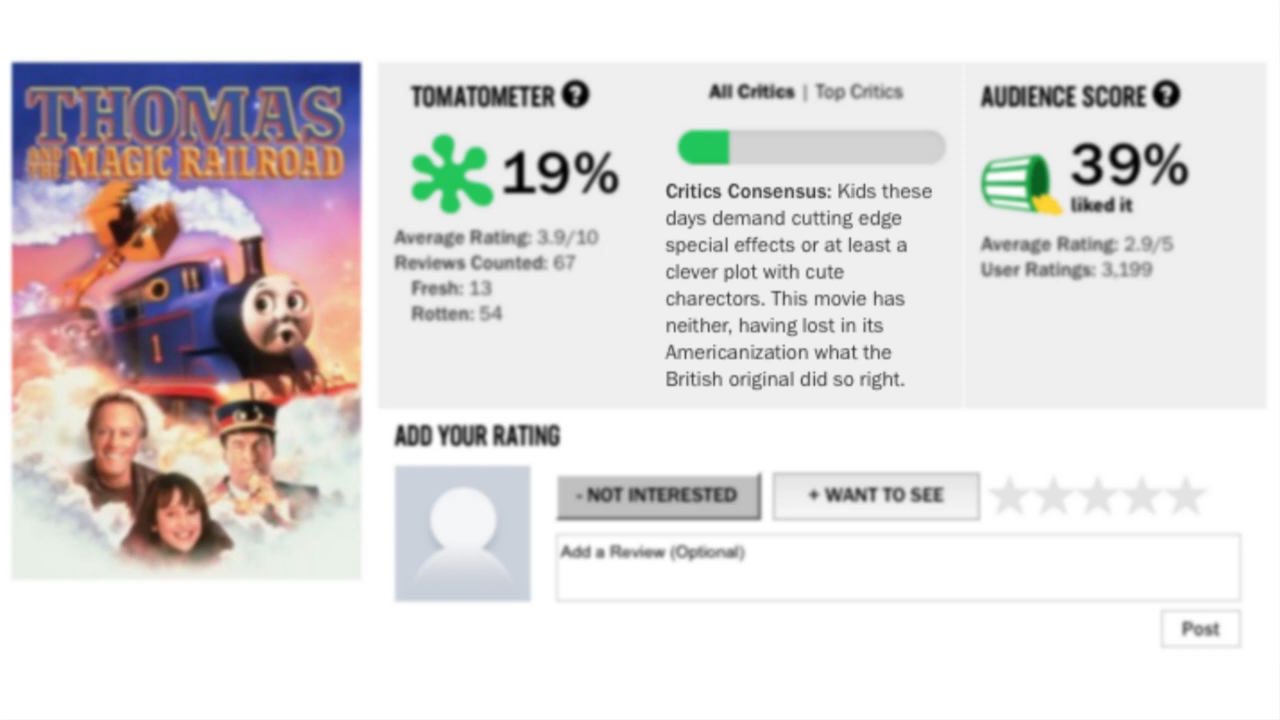 THOMAS
AND THE MAGIC RAILROAD
1
TOMATOMETER ?
19%
Average Rating: 3.9/10
Reviews Counted: 67
Fresh: 13
Rotten: 54
All Critics | Top Critics
Critics Consensus: Kids these
days demand cutting edge
special effects or at least a
clever plot with cute
charectors. This movie has
neither, having lost in its
Americanization what the
British original did so right.
AUDIENCE SCORE ?
39%
liked it
Average Rating: 2.9/5
User Ratings: 3,199
ADD YOUR RATING
- NOT INTERESTED
+ WANT TO SEE
Add a Review (Optional)
Post